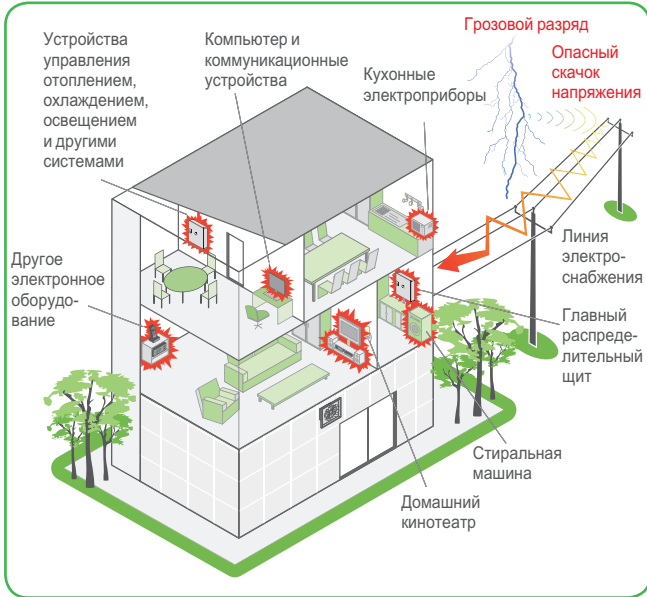 Устройства
управления
отоплением,
охлаждением,
освещением
и другими
системами
Компьютер и
коммуникационные
устройства
Кухонные
электроприборы
Грозовой разряд
Опасный
скачок
напряжения
Линия
электро-
снабжения
Главный
распреде-
лительный
щит
Другое
электронное
оборудо-
вание
Стиральная
машина
Домашний
кинотеатр